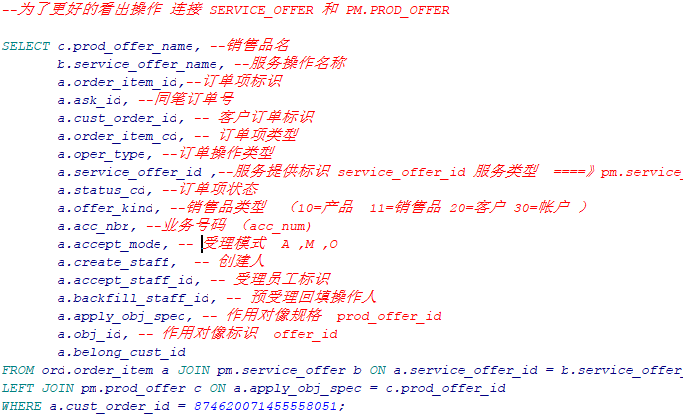 --为了更好的看出操作 连接 SERVICE_OFFER 和 PM.PROD_OFFER
SELECT c.prod_offer_name, --销售品名
b.service_offer_name, --服务操作名称
a.order_item_id,--订单项标识
a.ask_id, --同笔订单号
a.cust_order_id, -- 客户订单标识
a.order_item_cd, -- 订单项类型
a.oper_type, --订单操作类型
a.service_offer_id ,--服务提供标识 service_offer_id 服务类型 ====》pm.service_
a.status_cd, --订单项状态
a.offer_kind, --销售品类型 （10=产品 11=销售品 20=客户 30=帐户 ）
a.acc_nbr, --业务号码 （acc_num)
a.accept_mode, -- 受理模式 A ,M ,O
a.create_staff, -- 创建人
a.accept_staff_id, -- 受理员工标识
a.backfill_staff_id, -- 预受理回填操作人
a.apply_obj_spec, -- 作用对像规格 prod_offer_id
a.obj_id, -- 作用对像标识 offer_id
a.belong_cust_id
FROM ord.order_item a JOIN pm.service_offer b ON a.service_offer_id = b.service_offer_
LEFT JOIN pm.prod_offer c ON a.apply_obj_spec = c.prod_offer_id
WHERE a.cust_order_id = 874620071455558051;